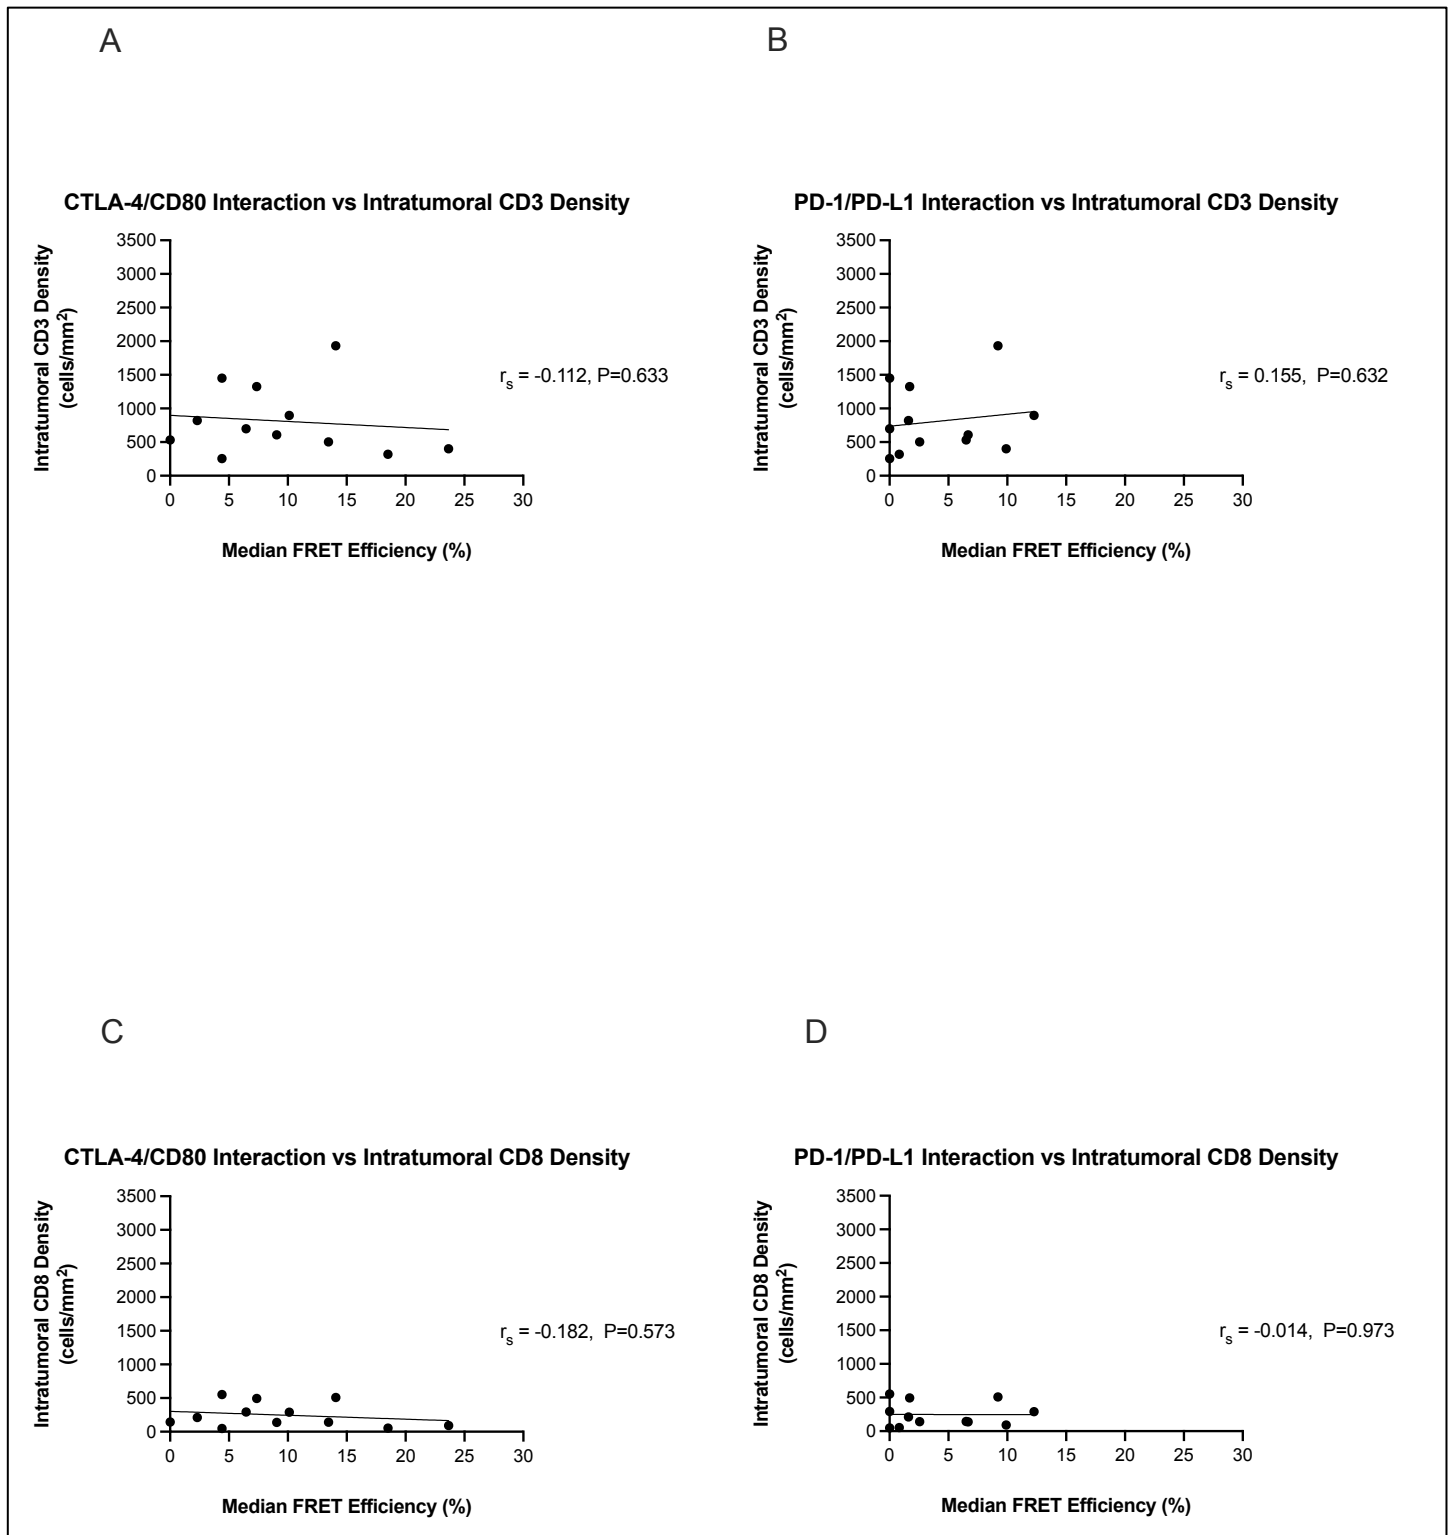 A
CTLA-4/CD80 Interaction vs Intratumoral CD3 Density
Intratumoral CD3 Density
(cells/mm²)
3500
3000
2500
2000
1500
1000
500
0
0 5 10 15 20 25 30
Median FRET Efficiency (%)
rₛ = -0.112, P=0.633
B
PD-1/PD-L1 Interaction vs Intratumoral CD3 Density
Intratumoral CD3 Density
(cells/mm²)
3500
3000
2500
2000
1500
1000
500
0
0 5 10 15 20 25 30
Median FRET Efficiency (%)
rₛ = 0.155, P=0.632
C
CTLA-4/CD80 Interaction vs Intratumoral CD8 Density
Intratumoral CD8 Density
(cells/mm²)
3500
3000
2500
2000
1500
1000
500
0
0 5 10 15 20 25 30
Median FRET Efficiency (%)
rₛ = -0.182, P=0.573
D
PD-1/PD-L1 Interaction vs Intratumoral CD8 Density
Intratumoral CD8 Density
(cells/mm²)
3500
3000
2500
2000
1500
1000
500
0
0 5 10 15 20 25 30
Median FRET Efficiency (%)
rₛ = -0.014, P=0.973